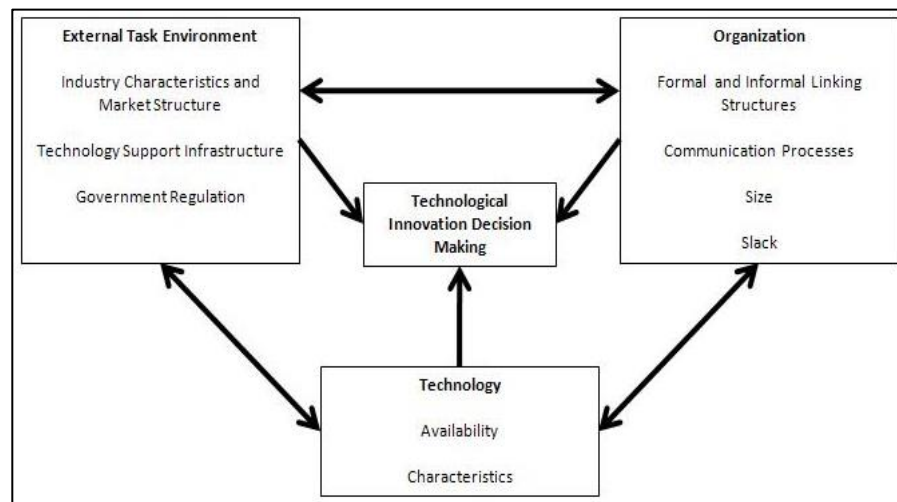 External Task Environment
Industry Characteristics and
Market Structure
Technology Support Infrastructure
Government Regulation
Organization
Formal and Informal Linking
Structures
Communication Processes
Size
Slack
Technological
Innovation Decision
Making
Technology
Availability
Characteristics